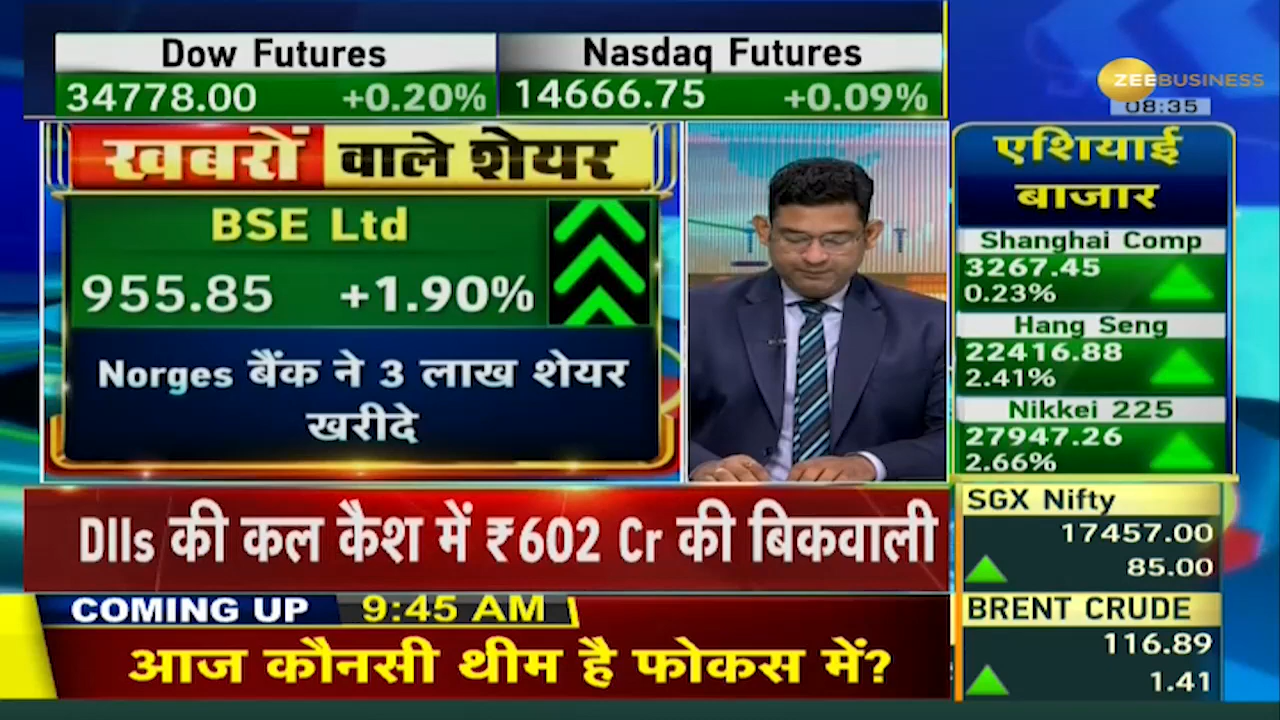 Dow Futures
34778.00 +0.20%
Nasdaq Futures
14666.75 +0.09%
ZEEBUSINESS
08:35
खबरों वाले शेयर
BSE Ltd
955.85 +1.90%
Norges बैंक ने 3 लाख शेयर
खरीदे
एशियाई
बाजार
Shanghai Comp
3267.45
0.23%
Hang Seng
22416.88
2.41%
Nikkei 225
27947.26
2.66%
SGX Nifty
17457.00
85.00
BRENT CRUDE
116.89
1.41
DIIs की कल कैश में ₹602 Cr की बिकवाली
COMING UP 9:45 AM
आज कौनसी थीम है फोकस में?